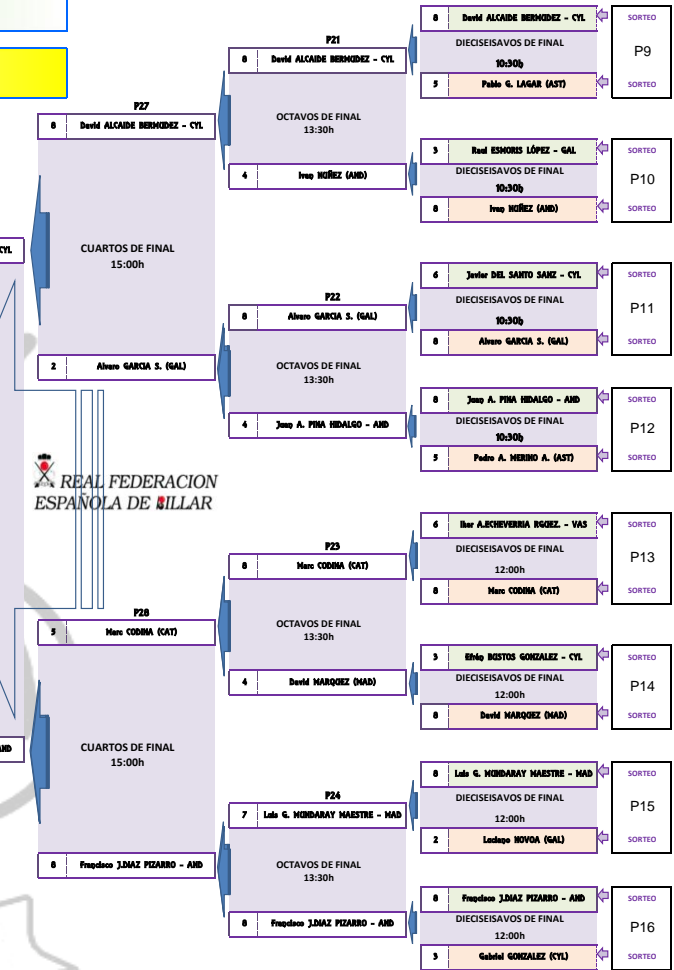 8 David ALCAIDE BERMUDEZ - CYL
SORTEO
DIECISEISAVOS DE FINAL
P9
10:30h
5 Pablo G. LAGAR (AST)
SORTEO
P21
8 David ALCAIDE BERMUDEZ - CYL
OCTAVOS DE FINAL
13:30h
4 Ivan NUÑEZ (AND)
3 Raul ESMORIS LÓPEZ - GAL
SORTEO
DIECISEISAVOS DE FINAL
P10
10:30h
8 Ivan NUÑEZ (AND)
SORTEO
P27
8 David ALCAIDE BERMUDEZ - CYL
CUARTOS DE FINAL
15:00h
2 Alvaro GARCIA S. (GAL)
CYL
6 Javier DEL SANTO SANZ - CYL
SORTEO
DIECISEISAVOS DE FINAL
P11
10:30h
8 Alvaro GARCIA S. (GAL)
SORTEO
P22
8 Alvaro GARCIA S. (GAL)
OCTAVOS DE FINAL
13:30h
4 Juan A. PINA HIDALGO - AND
8 Juan A. PINA HIDALGO - AND
SORTEO
DIECISEISAVOS DE FINAL
P12
10:30h
5 Pedro A. MERINO A. (AST)
SORTEO
REAL FEDERACION
ESPAÑOLA DE BILLAR
6 Iker A.ECHEVERRIA RGUEZ. - VAS
SORTEO
DIECISEISAVOS DE FINAL
P13
12:00h
8 Marc CODINA (CAT)
SORTEO
P23
8 Marc CODINA (CAT)
OCTAVOS DE FINAL
13:30h
4 David MARQUEZ (MAD)
3 Efrén BUSTOS GONZALEZ - CYL
SORTEO
DIECISEISAVOS DE FINAL
P14
12:00h
8 David MARQUEZ (MAD)
SORTEO
P28
5 Marc CODINA (CAT)
CUARTOS DE FINAL
15:00h
8 Francisco J.DIAZ PIZARRO - AND
AND
8 Luis G. MUNDARAY MAESTRE - MAD
SORTEO
DIECISEISAVOS DE FINAL
P15
12:00h
2 Luciano NOVOA (GAL)
SORTEO
P24
7 Luis G. MUNDARAY MAESTRE - MAD
OCTAVOS DE FINAL
13:30h
8 Francisco J.DIAZ PIZARRO - AND
8 Francisco J.DIAZ PIZARRO - AND
SORTEO
DIECISEISAVOS DE FINAL
P16
12:00h
3 Gabriel GONZALEZ (CYL)
SORTEO